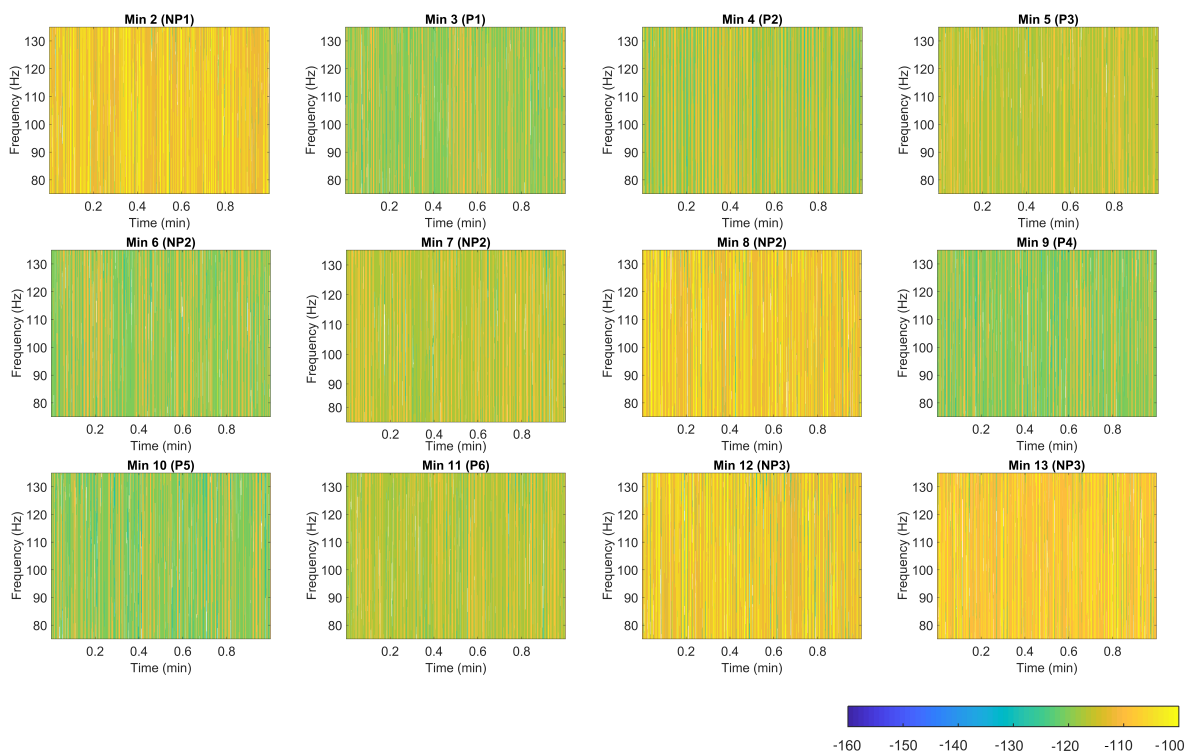 Min 2 (NP1)
Frequency (Hz)
130
120
110
100
90
80
0.2 0.4 0.6 0.8
Time (min)
Min 3 (P1)
Frequency (Hz)
130
120
110
100
90
80
0.2 0.4 0.6 0.8
Time (min)
Min 4 (P2)
Frequency (Hz)
130
120
110
100
90
80
0.2 0.4 0.6 0.8
Time (min)
Min 5 (P3)
Frequency (Hz)
130
120
110
100
90
80
0.2 0.4 0.6 0.8
Time (min)
Min 6 (NP2)
Frequency (Hz)
130
120
110
100
90
80
0.2 0.4 0.6 0.8
Time (min)
Min 7 (NP2)
Frequency (Hz)
130
120
110
100
90
80
0.2 0.4 0.6 0.8
Time (min)
Min 8 (NP2)
Frequency (Hz)
130
120
110
100
90
80
0.2 0.4 0.6 0.8
Time (min)
Min 9 (P4)
Frequency (Hz)
130
120
110
100
90
80
0.2 0.4 0.6 0.8
Time (min)
Min 10 (P5)
Frequency (Hz)
130
120
110
100
90
80
0.2 0.4 0.6 0.8
Time (min)
Min 11 (P6)
Frequency (Hz)
130
120
110
100
90
80
0.2 0.4 0.6 0.8
Time (min)
Min 12 (NP3)
Frequency (Hz)
130
120
110
100
90
80
0.2 0.4 0.6 0.8
Time (min)
Min 13 (NP3)
Frequency (Hz)
130
120
110
100
90
80
0.2 0.4 0.6 0.8
Time (min)
-160 -150 -140 -130 -120 -110 -100